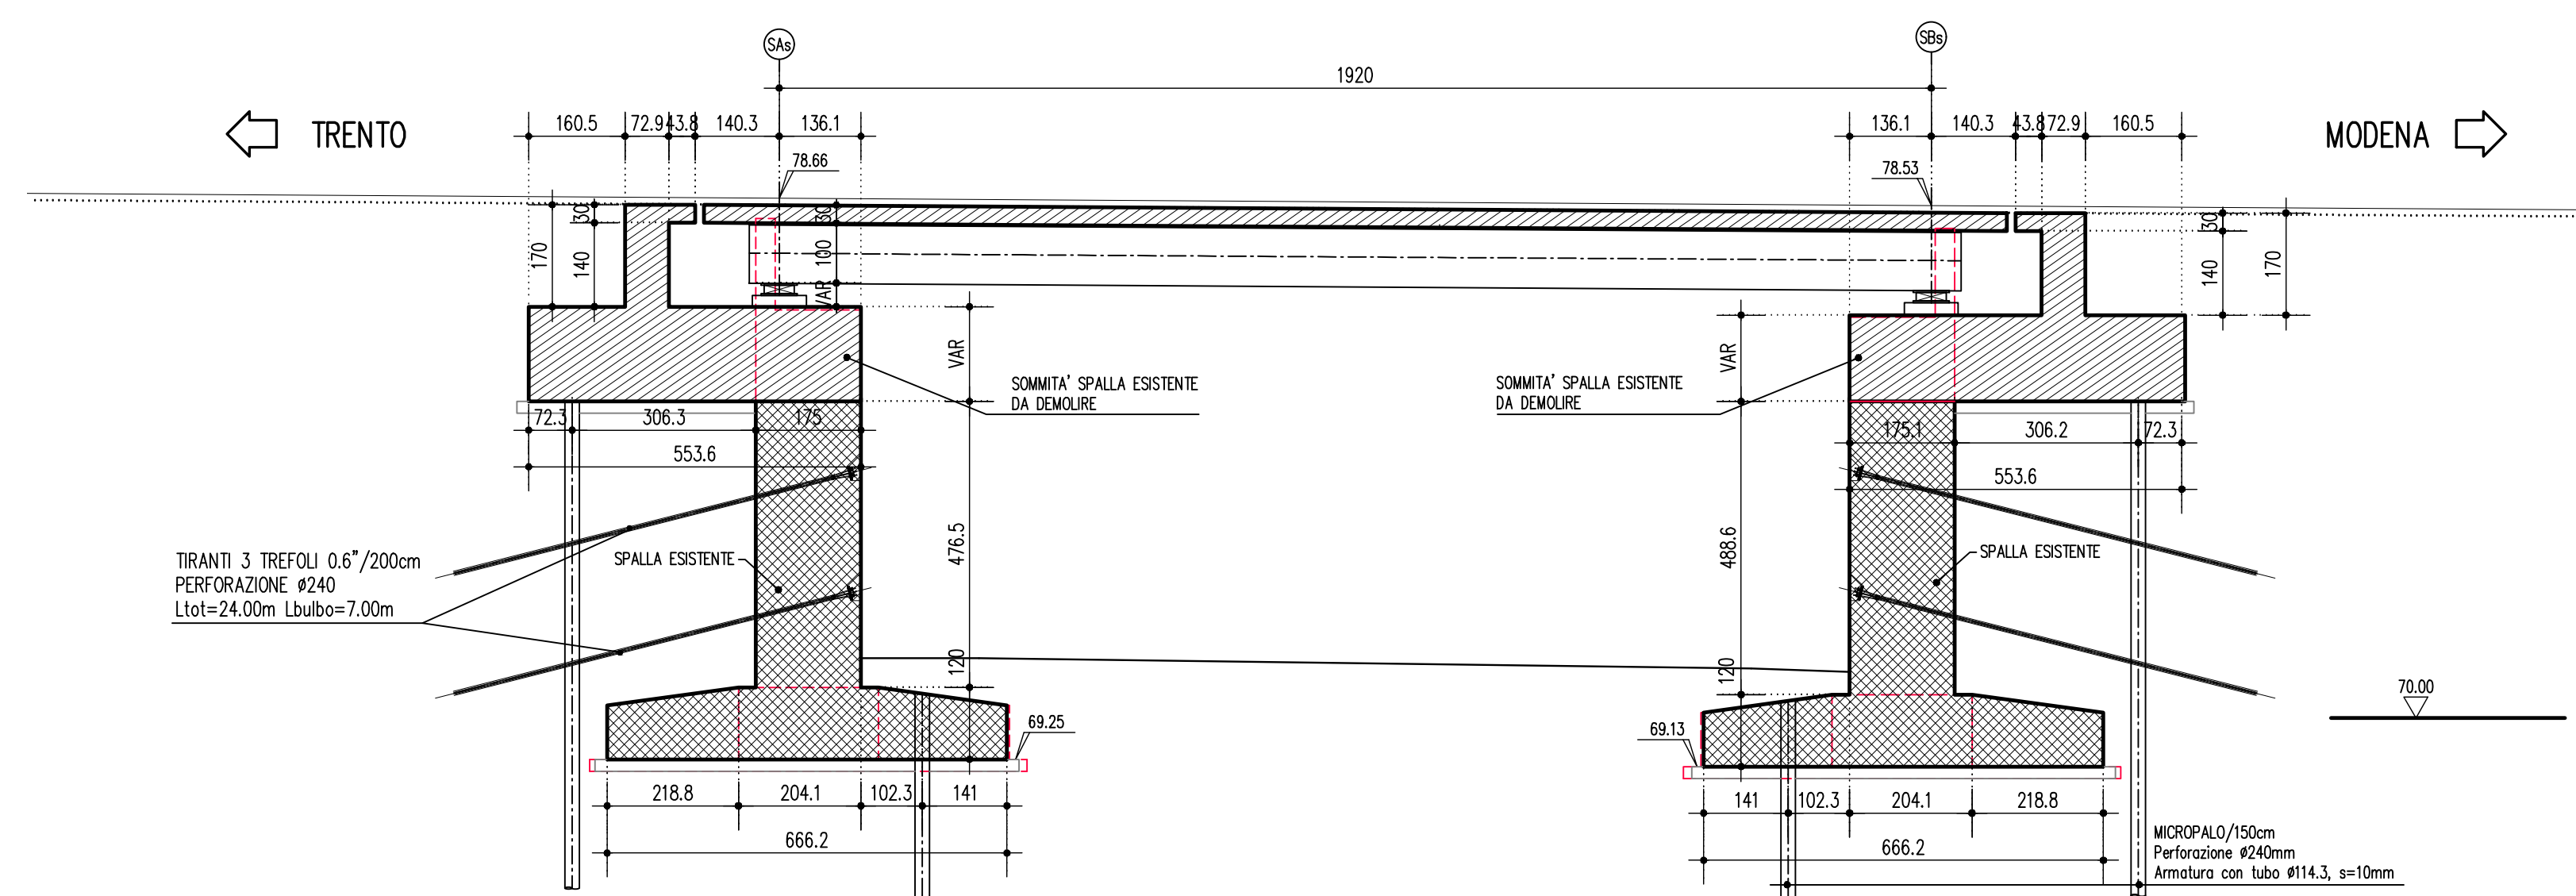 SAs
SBs
1920
TRENTO
160.5 72.9 43.8 140.3 136.1
136.1 140.3 43.8 72.9 160.5
MODENA
78.66
78.53
30
30
30
170
140
100
VAR
140
170
VAR
VAR
SOMMITA' SPALLA ESISTENTE
DA DEMOLIRE
SOMMITA' SPALLA ESISTENTE
DA DEMOLIRE
72.3 306.3 175
175.1 306.2 72.3
553.6
553.6
476.5
488.6
TIRANTI 3 TREFOLI 0.6"/200cm
PERFORAZIONE ø240
Ltot=24.00m Lbulbo=7.00m
SPALLA ESISTENTE
SPALLA ESISTENTE
120
120
70.00
69.25
69.13
218.8 204.1 102.3 141
141 102.3 204.1 218.8
666.2
666.2
MICROPALO/150cm
Perforazione ø240mm
Armatura con tubo ø114.3, s=10mm